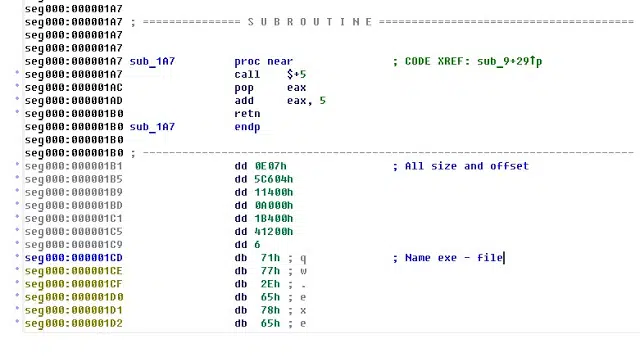 seg000:000001A7
seg000:000001A7 ; =============== S U B R O U T I N E =======================================
seg000:000001A7
seg000:000001A7
seg000:000001A7 sub_1A7 proc near ; CODE XREF: sub_9+29↑p
seg000:000001A7 call $+5
seg000:000001AC pop eax
seg000:000001AD add eax, 5
seg000:000001B0 retn
seg000:000001B0 sub_1A7 endp
seg000:000001B0
seg000:000001B0 ; ---------------------------------------------------------------------------
seg000:000001B1 dd 0E07h ; All size and offset
seg000:000001B5 dd 5C604h
seg000:000001B9 dd 11400h
seg000:000001BD dd 0A000h
seg000:000001C1 dd 1B400h
seg000:000001C5 dd 41200h
seg000:000001C9 dd 6
seg000:000001CD db 71h ; q ; Name exe - file
seg000:000001CE db 77h ; w
seg000:000001CF db 2Eh ; .
seg000:000001D0 db 65h ; e
seg000:000001D1 db 78h ; x
seg000:000001D2 db 65h ; e